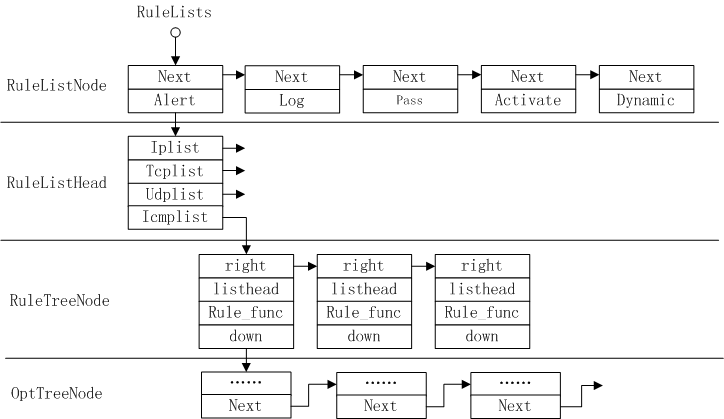 RuleLists
RuleListNode
Next Next Next Next Next
Alert Log Pass Activate Dynamic
RuleListHead
Iplist
Tcplist
Udplist
Icmplist
RuleTreeNode
right right right
listhead listhead listhead
Rule_func Rule_func Rule_func
down down down
OptTreeNode
…… …… ……
Next Next Next